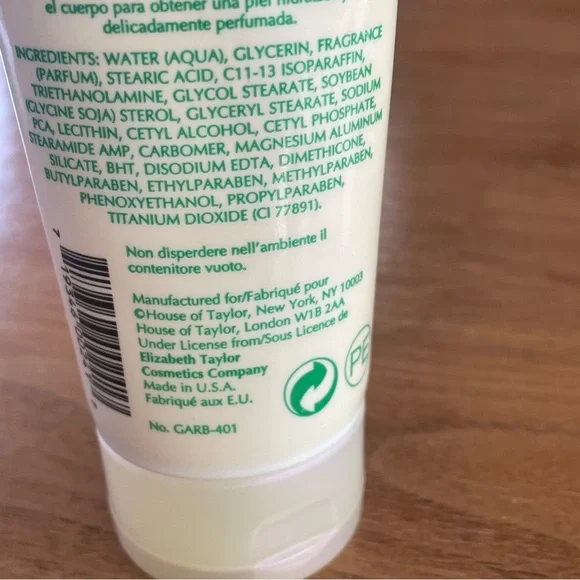 el cuerpo para obtener una piel
delicadamente perfumada.
INGREDIENTS: WATER (AQUA), GLYCERIN, FRAGRANCE
(PARFUM), STEARIC ACID, C11-13 ISOPARAFFIN,
TRIETHANOLAMINE, GLYCOL STEARATE, SOYBEAN
(GLYCINE SOJA) STEROL, GLYCERYL STEARATE, SODIUM
PCA, LECITHIN, CETYL ALCOHOL, CETYL PHOSPHATE,
STEARAMIDE AMP, CARBOMER, MAGNESIUM ALUMINUM
SILICATE, BHT, DISODIUM EDTA, DIMETHICONE,
BUTYLPARABEN, ETHYLPARABEN, METHYLPARABEN,
PHENOXYETHANOL, PROPYLPARABEN,
TITANIUM DIOXIDE (CI 77891).
Non disperdere nell'ambiente il
contenitore vuoto.
Manufactured for/Fabriqué pour
©House of Taylor, New York, NY 10003
House of Taylor, London W1B 2AA
Under License from/Sous Licence de
Elizabeth Taylor
Cosmetics Company
Made in U.S.A.
Fabriqué aux E.U.
No. GARB-401
PE